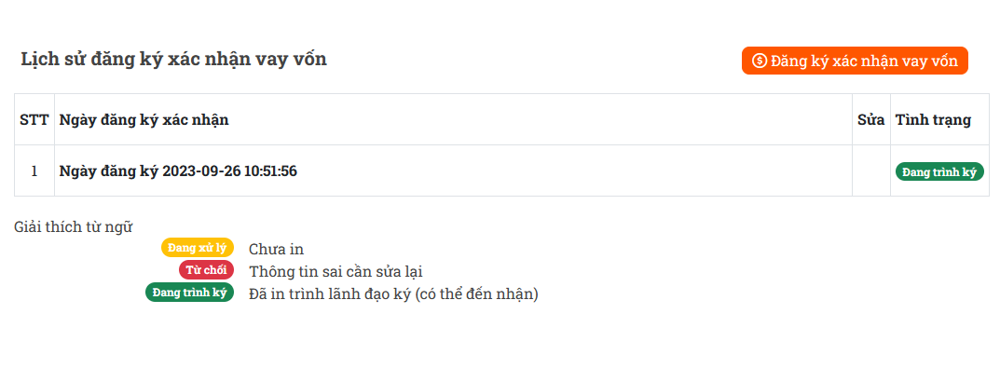 Lịch sử đăng ký xác nhận vay vốn
Đăng ký xác nhận vay vốn
STT Ngày đăng ký xác nhận Sửa Tình trạng
1 Ngày đăng ký 2023-09-26 10:51:56 Đang trình ký
Giải thích từ ngữ
Đang xử lý Chưa in
Từ chối Thông tin sai cần sửa lại
Đang trình ký Đã in trình lãnh đạo ký (có thể đến nhận)